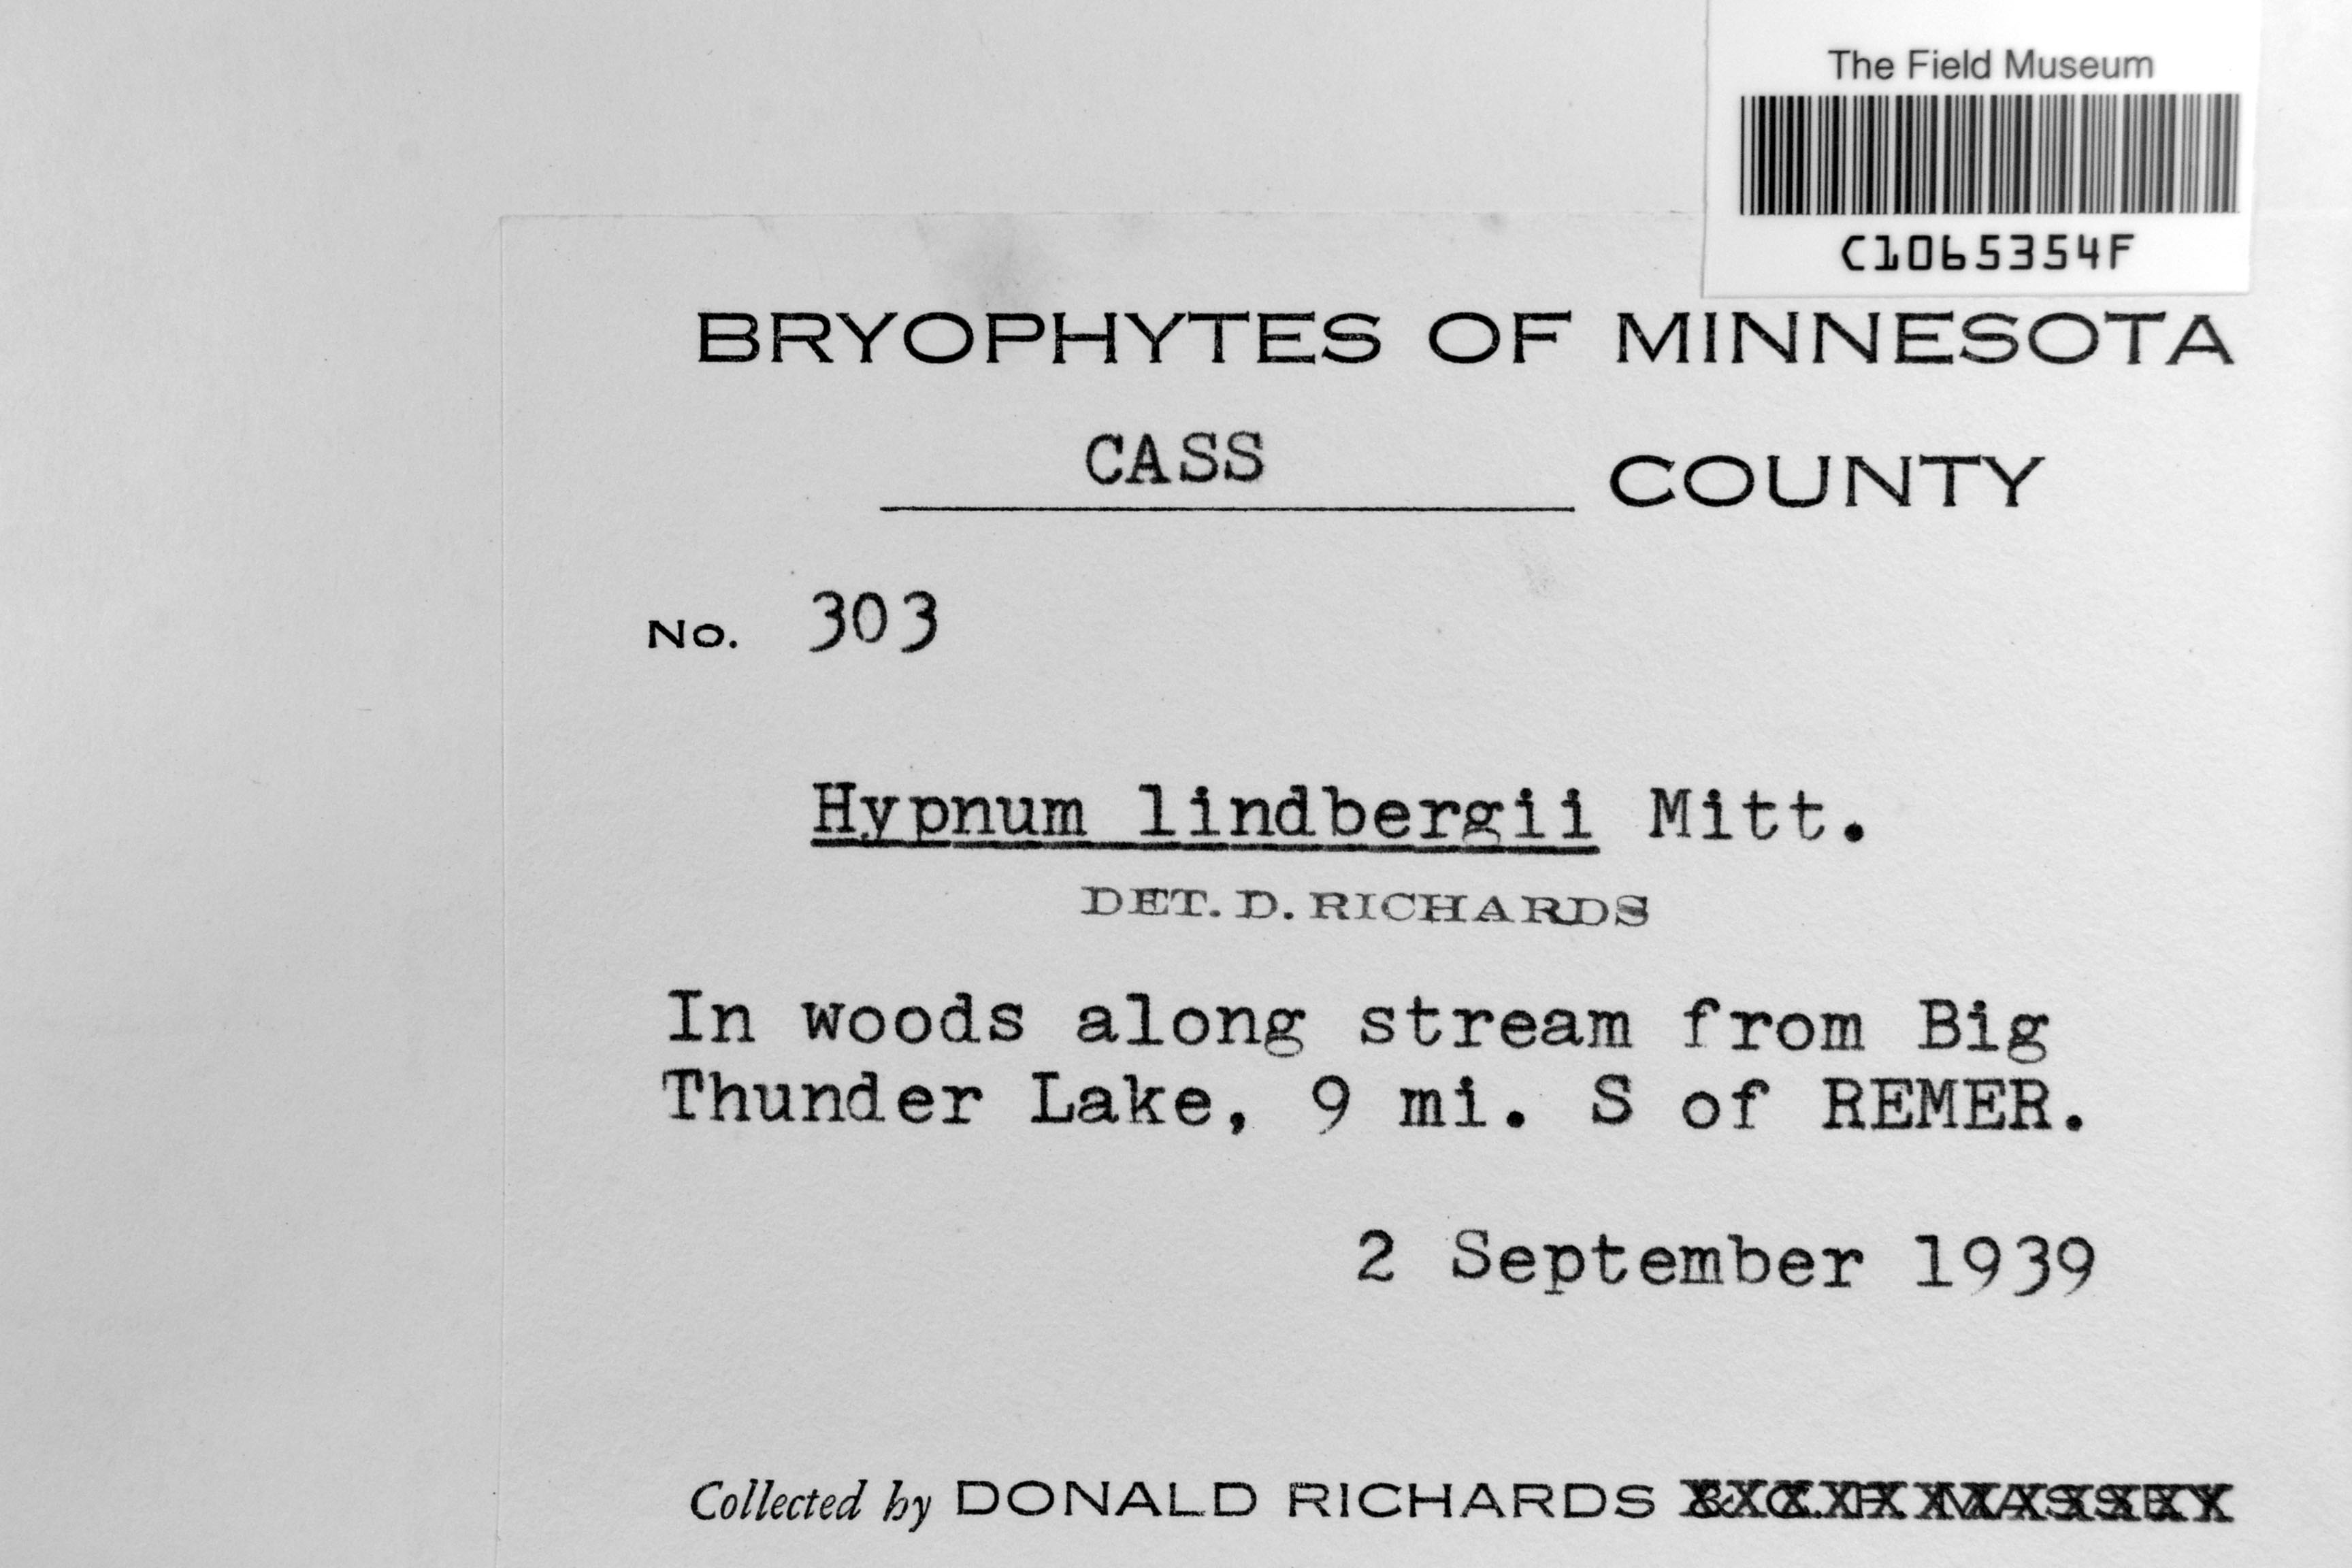 The Field Museum
C1065354F
BRYOPHYTES OF MINNESOTA
CASS COUNTY
No. 303
Hypnum lindbergii Mitt.
DET. D. RICHARDS
In woods along stream from Big
Thunder Lake, 9 mi. S of REMER.
2 September 1939
Collected by DONALD RICHARDS